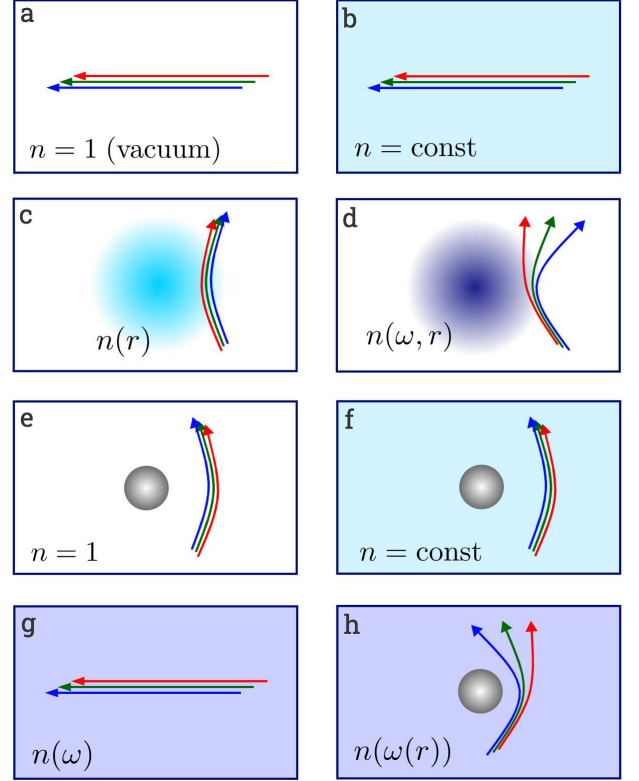 a
b
n = 1 (vacuum)
n = const
c
d
n(r)
n(ω, r)
e
f
n = 1
n = const
g
h
n(ω)
n(ω(r))